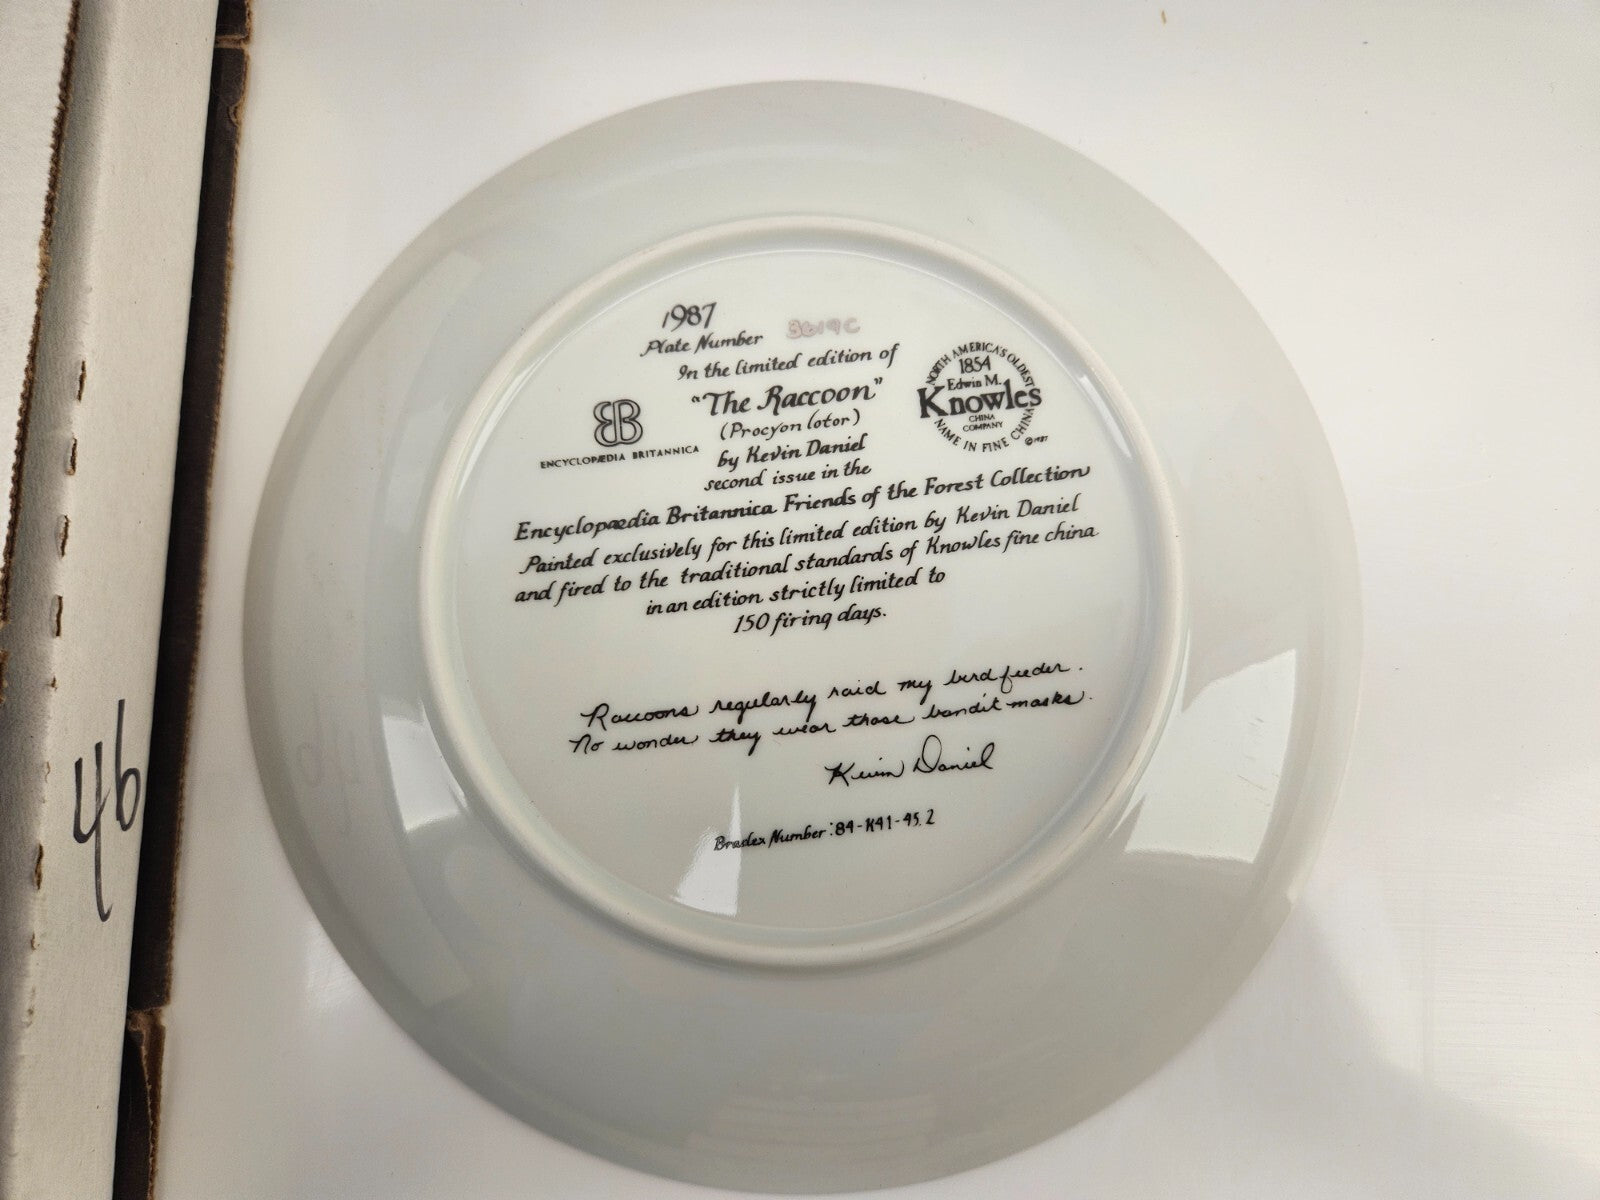 1987
Plate Number 3619C
In the limited edition of
"The Raccoon"
(Procyon lotor)
by Kevin Daniel
second issue in the
Encyclopædia Britannica Friends of the Forest Collection
Painted exclusively for this limited edition by Kevin Daniel
and fired to the traditional standards of Knowles fine china
in an edition strictly limited to
150 firing days.
EB
ENCYCLOPÆDIA BRITANNICA
NORTH AMERICA'S OLDEST
1854
Edwin M.
Knowles
CHINA
COMPANY
NAME IN FINE CHINA
©1987
Raccoons regularly raid my bird feeder.
No wonder they wear those bandit masks.
Kevin Daniel
Bradex Number: 84-K41-45.2
46